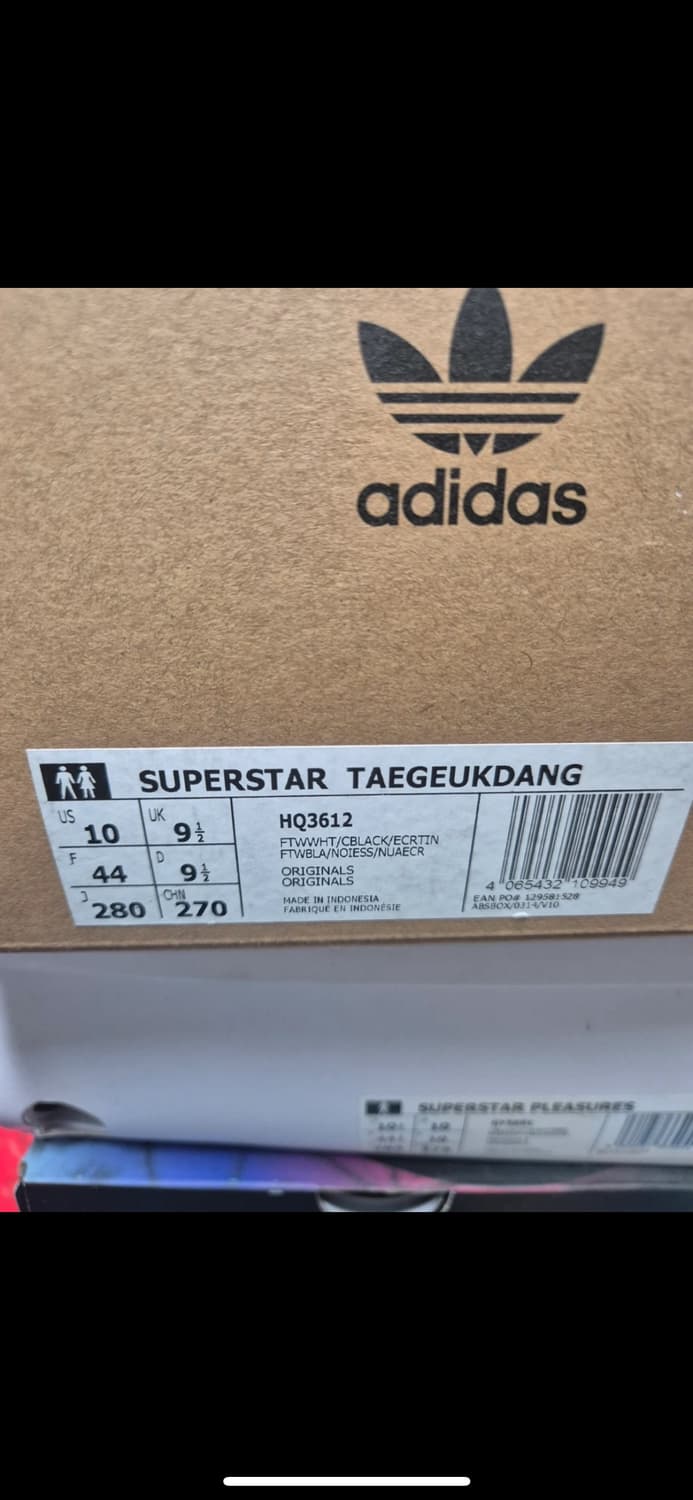 adidas
SUPERSTAR TAEGEUKDANG
US 10 UK 9½
F 44 D 9½
J 280 CHN 270
HQ3612
FTWWHT/CBLACK/ECRTIN
FTWBLA/NOIESS/NUAECR
ORIGINALS
ORIGINALS
MADE IN INDONESIA
FABRIQUÉ EN INDONÉSIE
4 065432 109949
EAN PO# 129581528
ABSBOX/0314/V10
SUPERSTAR PLEASURES